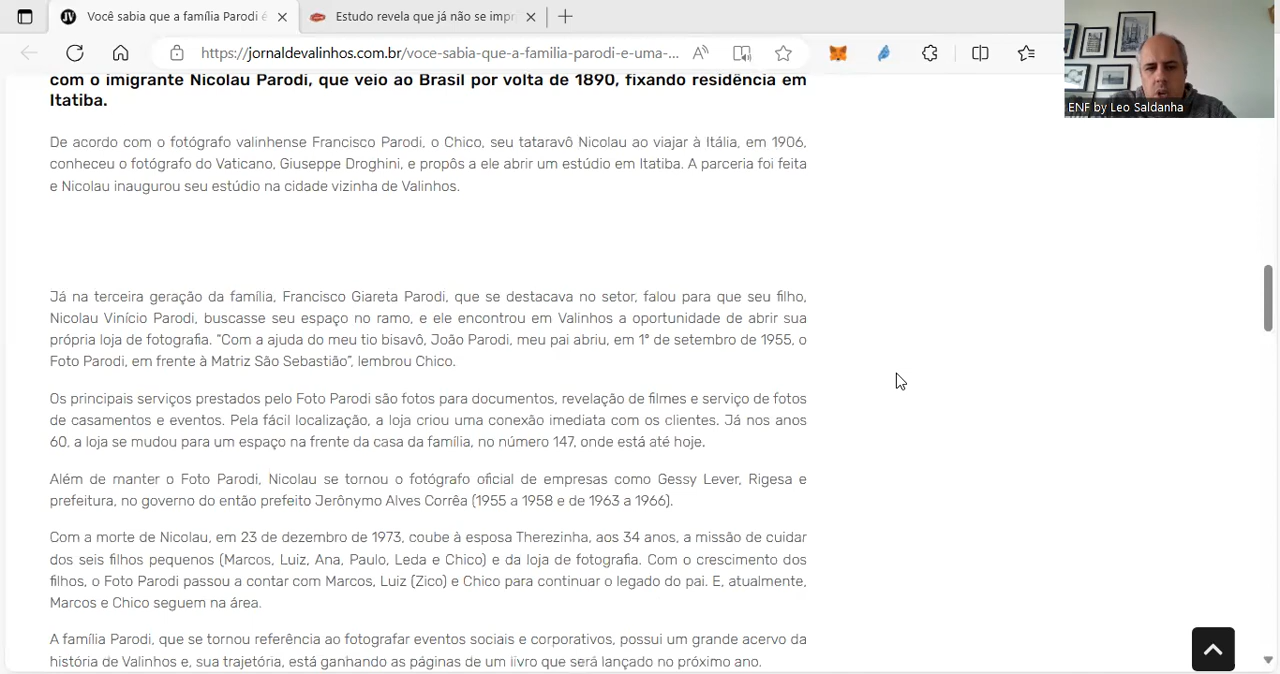 Você sabia que a família Parodi é
Estudo revela que já não se impr
https://jornaldevalinhos.com.br/voce-sabia-que-a-familia-parodi-e-uma-...
ENF by Leo Saldanha
com o imigrante Nicolau Parodi, que veio ao Brasil por volta de 1890, fixando residência em
Itatiba.
De acordo com o fotógrafo valinhense Francisco Parodi, o Chico, seu tataravô Nicolau ao viajar à Itália, em 1906,
conheceu o fotógrafo do Vaticano, Giuseppe Droghini, e propôs a ele abrir um estúdio em Itatiba. A parceria foi feita
e Nicolau inaugurou seu estúdio na cidade vizinha de Valinhos.
Já na terceira geração da família, Francisco Giareta Parodi, que se destacava no setor, falou para que seu filho,
Nicolau Vinício Parodi, buscasse seu espaço no ramo, e ele encontrou em Valinhos a oportunidade de abrir sua
própria loja de fotografia. "Com a ajuda do meu tio bisavô, João Parodi, meu pai abriu, em 1º de setembro de 1955, o
Foto Parodi, em frente à Matriz São Sebastião", lembrou Chico.
Os principais serviços prestados pelo Foto Parodi são fotos para documentos, revelação de filmes e serviço de fotos
de casamentos e eventos. Pela fácil localização, a loja criou uma conexão imediata com os clientes. Já nos anos
60, a loja se mudou para um espaço na frente da casa da família, no número 147, onde está até hoje.
Além de manter o Foto Parodi, Nicolau se tornou o fotógrafo oficial de empresas como Gessy Lever, Rigesa e
prefeitura, no governo do então prefeito Jerônymo Alves Corrêa (1955 a 1958 e de 1963 a 1966).
Com a morte de Nicolau, em 23 de dezembro de 1973, coube à esposa Therezinha, aos 34 anos, a missão de cuidar
dos seis filhos pequenos (Marcos, Luiz, Ana, Paulo, Leda e Chico) e da loja de fotografia. Com o crescimento dos
filhos, o Foto Parodi passou a contar com Marcos, Luiz (Zico) e Chico para continuar o legado do pai. E, atualmente,
Marcos e Chico seguem na área.
A família Parodi, que se tornou referência ao fotografar eventos sociais e corporativos, possui um grande acervo da
história de Valinhos e, sua trajetória, está ganhando as páginas de um livro que será lançado no próximo ano.